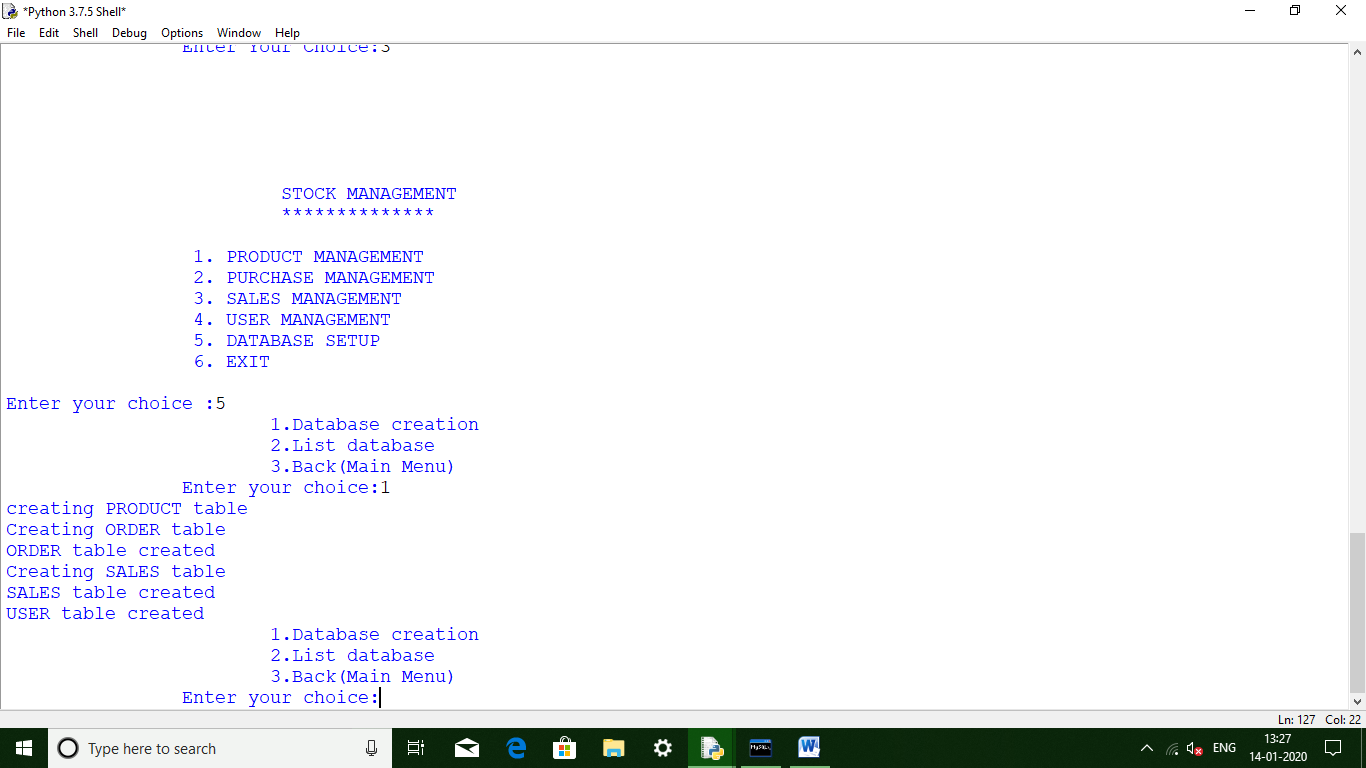 *Python 3.7.5 Shell*
File Edit Shell Debug Options Window Help
Enter Your Choice:3
STOCK MANAGEMENT
**************
1. PRODUCT MANAGEMENT
2. PURCHASE MANAGEMENT
3. SALES MANAGEMENT
4. USER MANAGEMENT
5. DATABASE SETUP
6. EXIT
Enter your choice :5
1.Database creation
2.List database
3.Back(Main Menu)
Enter your choice:1
creating PRODUCT table
Creating ORDER table
ORDER table created
Creating SALES table
SALES table created
USER table created
1.Database creation
2.List database
3.Back(Main Menu)
Enter your choice:
Ln: 127 Col: 22
Type here to search
MySQL
W
ENG
13:27
14-01-2020